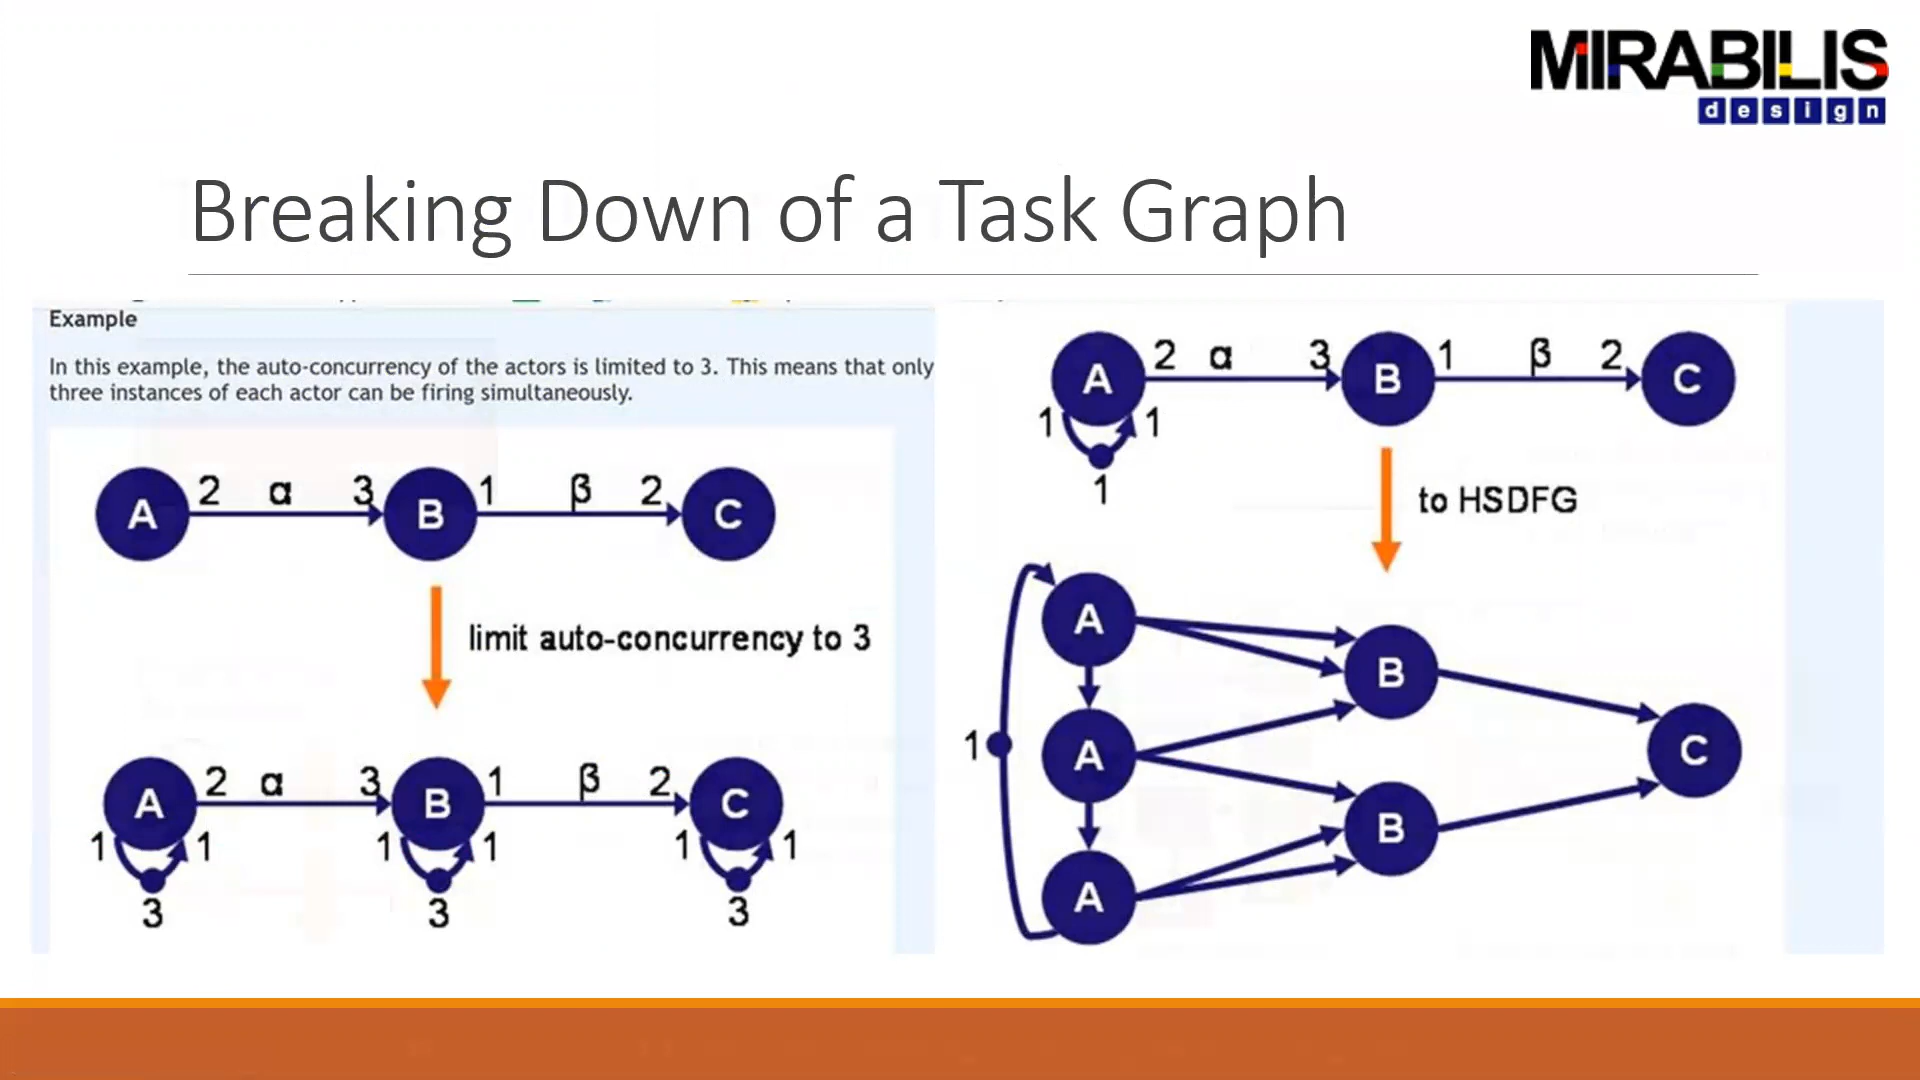 MIRABILIS
design
Breaking Down of a Task Graph
Example
In this example, the auto-concurrency of the actors is limited to 3. This means that only
three instances of each actor can be firing simultaneously.
A 2 α 3 B 1 β 2 C
limit auto-concurrency to 3
A 2 α 3 B 1 β 2 C
1 1 1 1 1 1
3 3 3
A 2 α 3 B 1 β 2 C
1 1
1
to HSDFG
A
B
1 A C
B
A